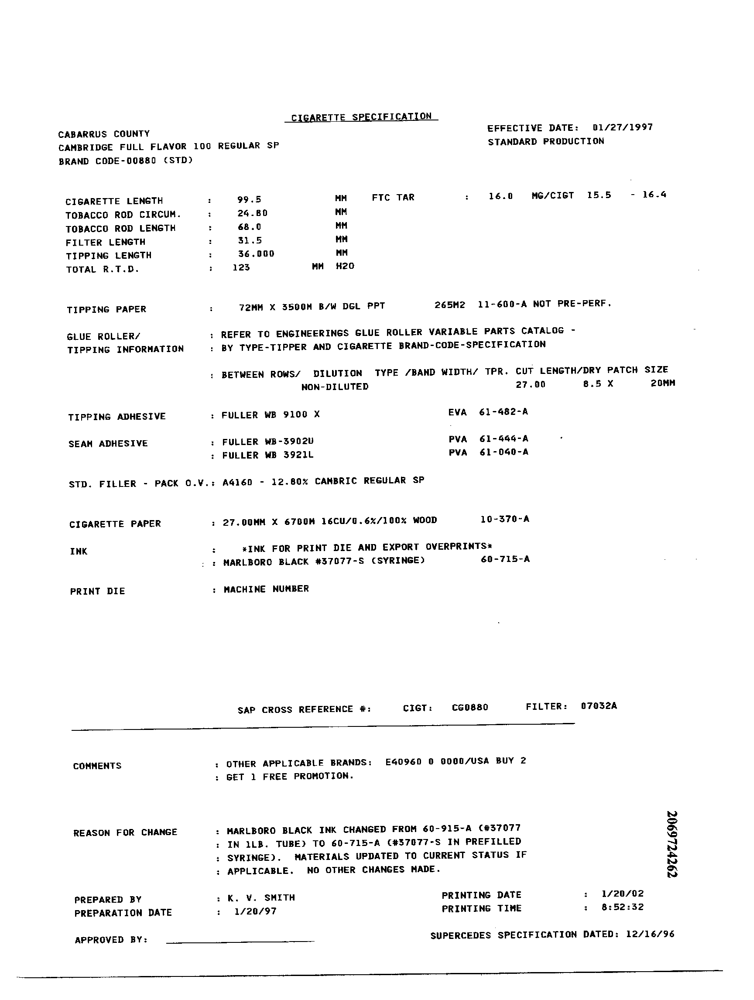 CIGARETTE SPECIFICATION
CABARRUS COUNTY EFFECTIVE DATE: 01/27/1997
CAMBRIDGE FULL FLAVOR 100 REGULAR SP STANDARD PRODUCTION
BRAND CODE-00880 (STD)
CIGARETTE LENGTH : 99.5 MM FTC TAR : 16.0 MG/CIGT 15.5 - 16.4
TOBACCO ROD CIRCUM. : 24.80 MM
TOBACCO ROD LENGTH : 68.0 MM
FILTER LENGTH : 31.5 MM
TIPPING LENGTH : 36.000 MM
TOTAL R.T.D. : 123 MM H2O
TIPPING PAPER : 72MM X 3500M B/W DGL PPT 265M2 11-600-A NOT PRE-PERF.
GLUE ROLLER/ : REFER TO ENGINEERINGS GLUE ROLLER VARIABLE PARTS CATALOG -
TIPPING INFORMATION : BY TYPE-TIPPER AND CIGARETTE BRAND-CODE-SPECIFICATION
: BETWEEN ROWS/ DILUTION TYPE /BAND WIDTH/ TPR. CUT LENGTH/DRY PATCH SIZE
NON-DILUTED 27.00 8.5 X 20MM
TIPPING ADHESIVE : FULLER WB 9100 X EVA 61-482-A
SEAM ADHESIVE : FULLER WB-3902U PVA 61-444-A
: FULLER WB 3921L PVA 61-040-A
STD. FILLER - PACK O.V.: A4160 - 12.80% CAMBRIC REGULAR SP
CIGARETTE PAPER : 27.00MM X 6700M 16CU/0.6%/100% WOOD 10-370-A
INK : *INK FOR PRINT DIE AND EXPORT OVERPRINTS*
: MARLBORO BLACK #37077-S (SYRINGE) 60-715-A
PRINT DIE : MACHINE NUMBER
SAP CROSS REFERENCE #: CIGT: CG0880 FILTER: 07032A
COMMENTS : OTHER APPLICABLE BRANDS: E40960 0 0000/USA BUY 2
: GET 1 FREE PROMOTION.
REASON FOR CHANGE : MARLBORO BLACK INK CHANGED FROM 60-915-A (#37077
: IN 1LB. TUBE) TO 60-715-A (#37077-S IN PREFILLED
: SYRINGE). MATERIALS UPDATED TO CURRENT STATUS IF
: APPLICABLE. NO OTHER CHANGES MADE.
2069724262
PREPARED BY : K. V. SMITH PRINTING DATE : 1/20/02
PREPARATION DATE : 1/20/97 PRINTING TIME : 8:52:32
APPROVED BY: SUPERCEDES SPECIFICATION DATED: 12/16/96